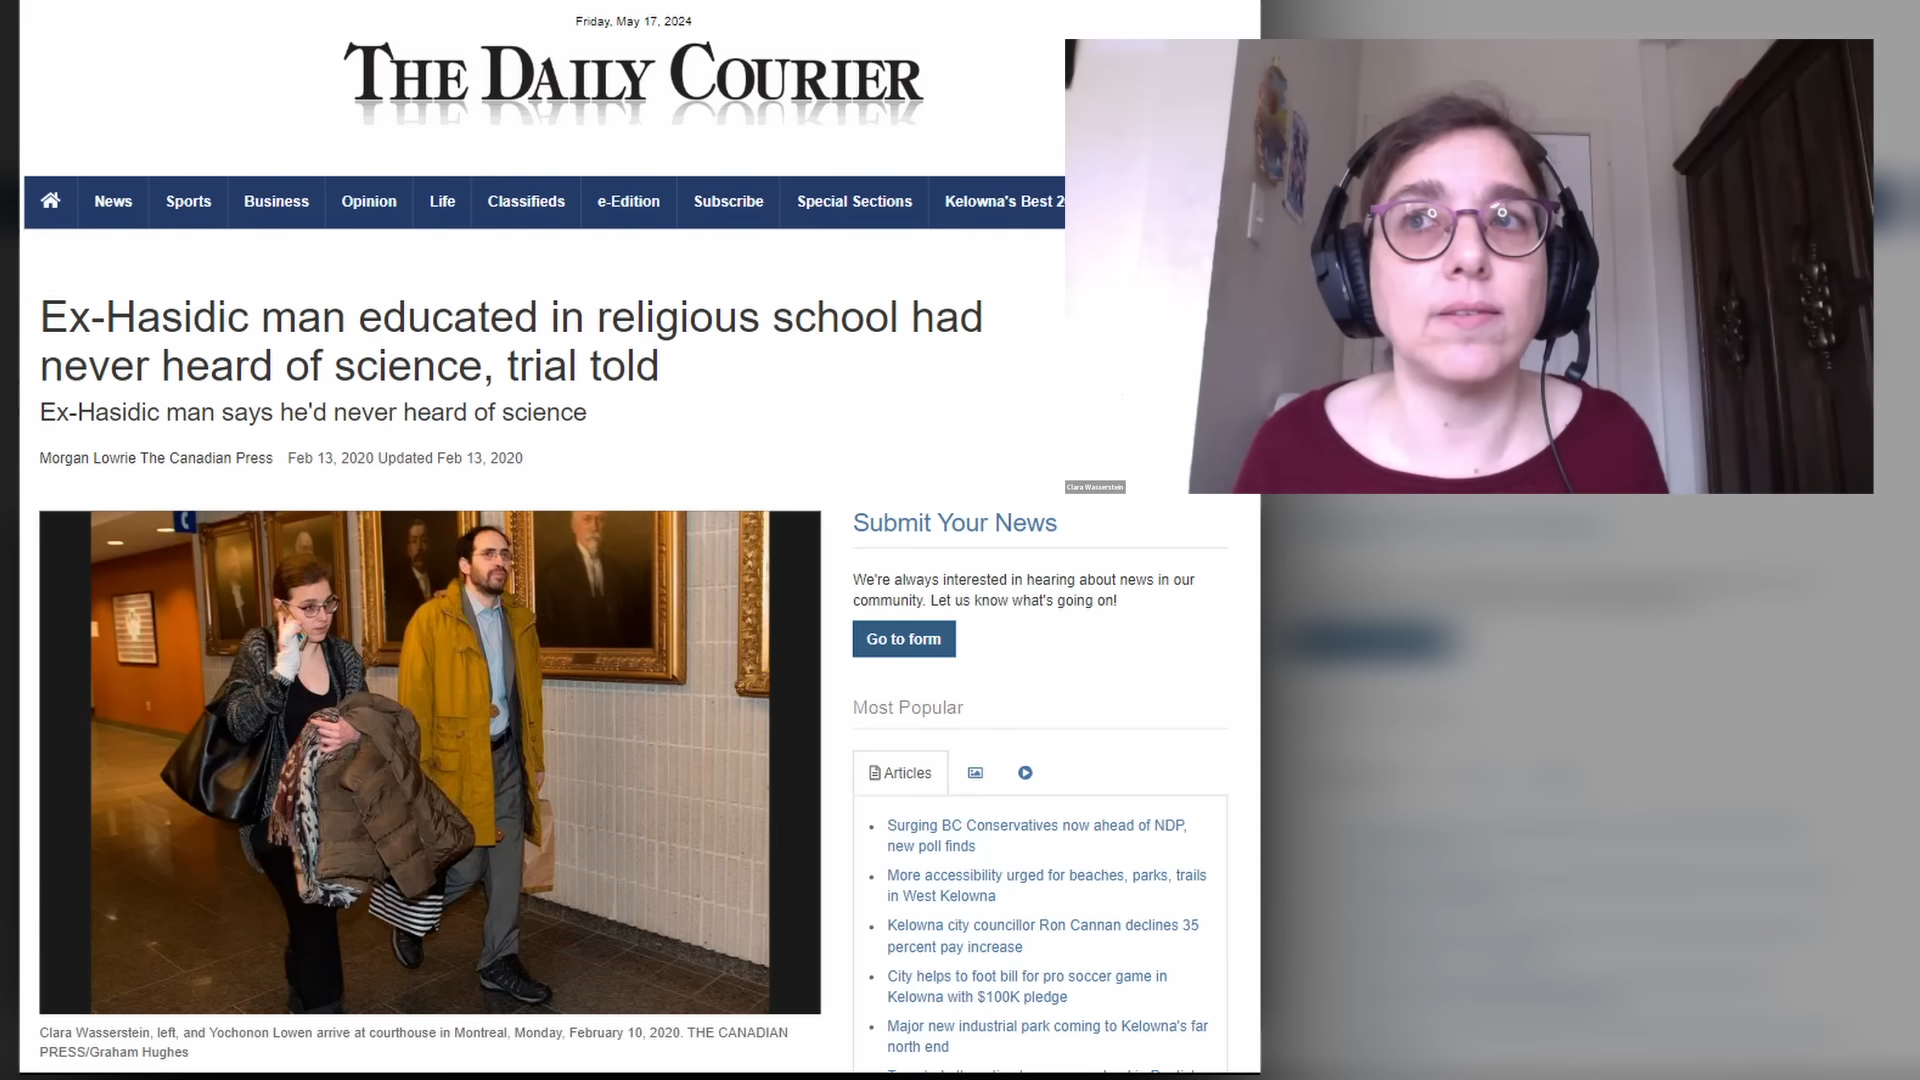 Friday, May 17, 2024
THE DAILY COURIER
News Sports Business Opinion Life Classifieds e-Edition Subscribe Special Sections Kelowna's Best 2
Ex-Hasidic man educated in religious school had
never heard of science, trial told
Ex-Hasidic man says he'd never heard of science
Morgan Lowrie The Canadian Press Feb 13, 2020 Updated Feb 13, 2020
Clara Wasserstein
Clara Wasserstein, left, and Yochonon Lowen arrive at courthouse in Montreal, Monday, February 10, 2020. THE CANADIAN
PRESS/Graham Hughes
Submit Your News
We're always interested in hearing about news in our
community. Let us know what's going on!
Go to form
Most Popular
Articles
Surging BC Conservatives now ahead of NDP,
new poll finds
More accessibility urged for beaches, parks, trails
in West Kelowna
Kelowna city councillor Ron Cannan declines 35
percent pay increase
City helps to foot bill for pro soccer game in
Kelowna with $100K pledge
Major new industrial park coming to Kelowna's far
north end